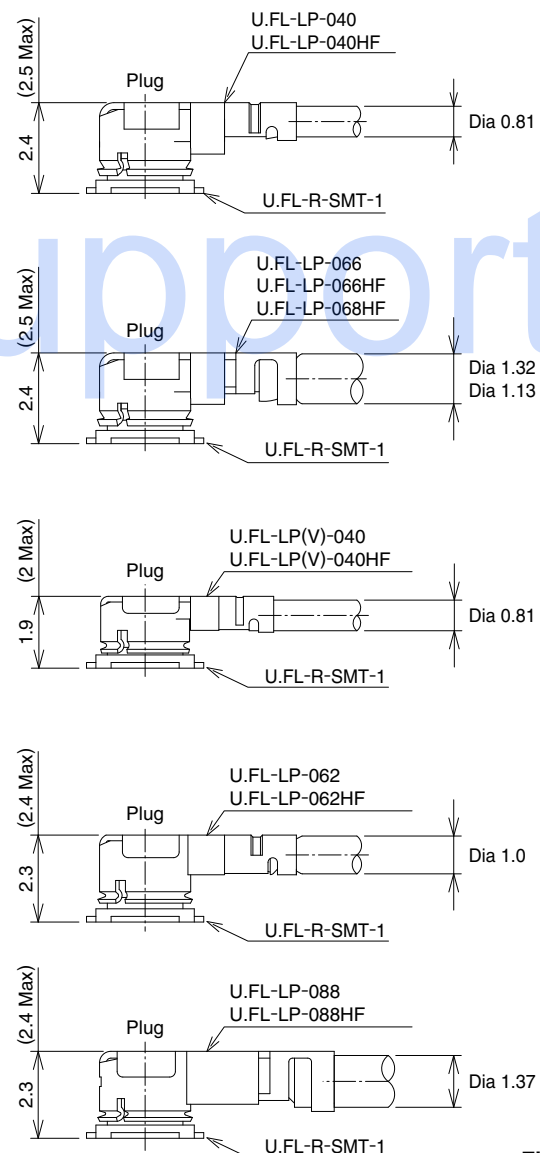 U.FL-LP-040
U.FL-LP-040HF
(2.5 Max)
Plug
2.4
Dia 0.81
U.FL-R-SMT-1
upport
U.FL-LP-066
U.FL-LP-066HF
U.FL-LP-068HF
(2.5 Max)
Plug
2.4
Dia 1.32
Dia 1.13
U.FL-R-SMT-1
U.FL-LP(V)-040
U.FL-LP(V)-040HF
(2 Max)
Plug
1.9
Dia 0.81
U.FL-R-SMT-1
U.FL-LP-062
U.FL-LP-062HF
(2.4 Max)
Plug
2.3
Dia 1.0
U.FL-R-SMT-1
U.FL-LP-088
U.FL-LP-088HF
(2.4 Max)
Plug
2.3
Dia 1.37
U.FL-R-SMT-1